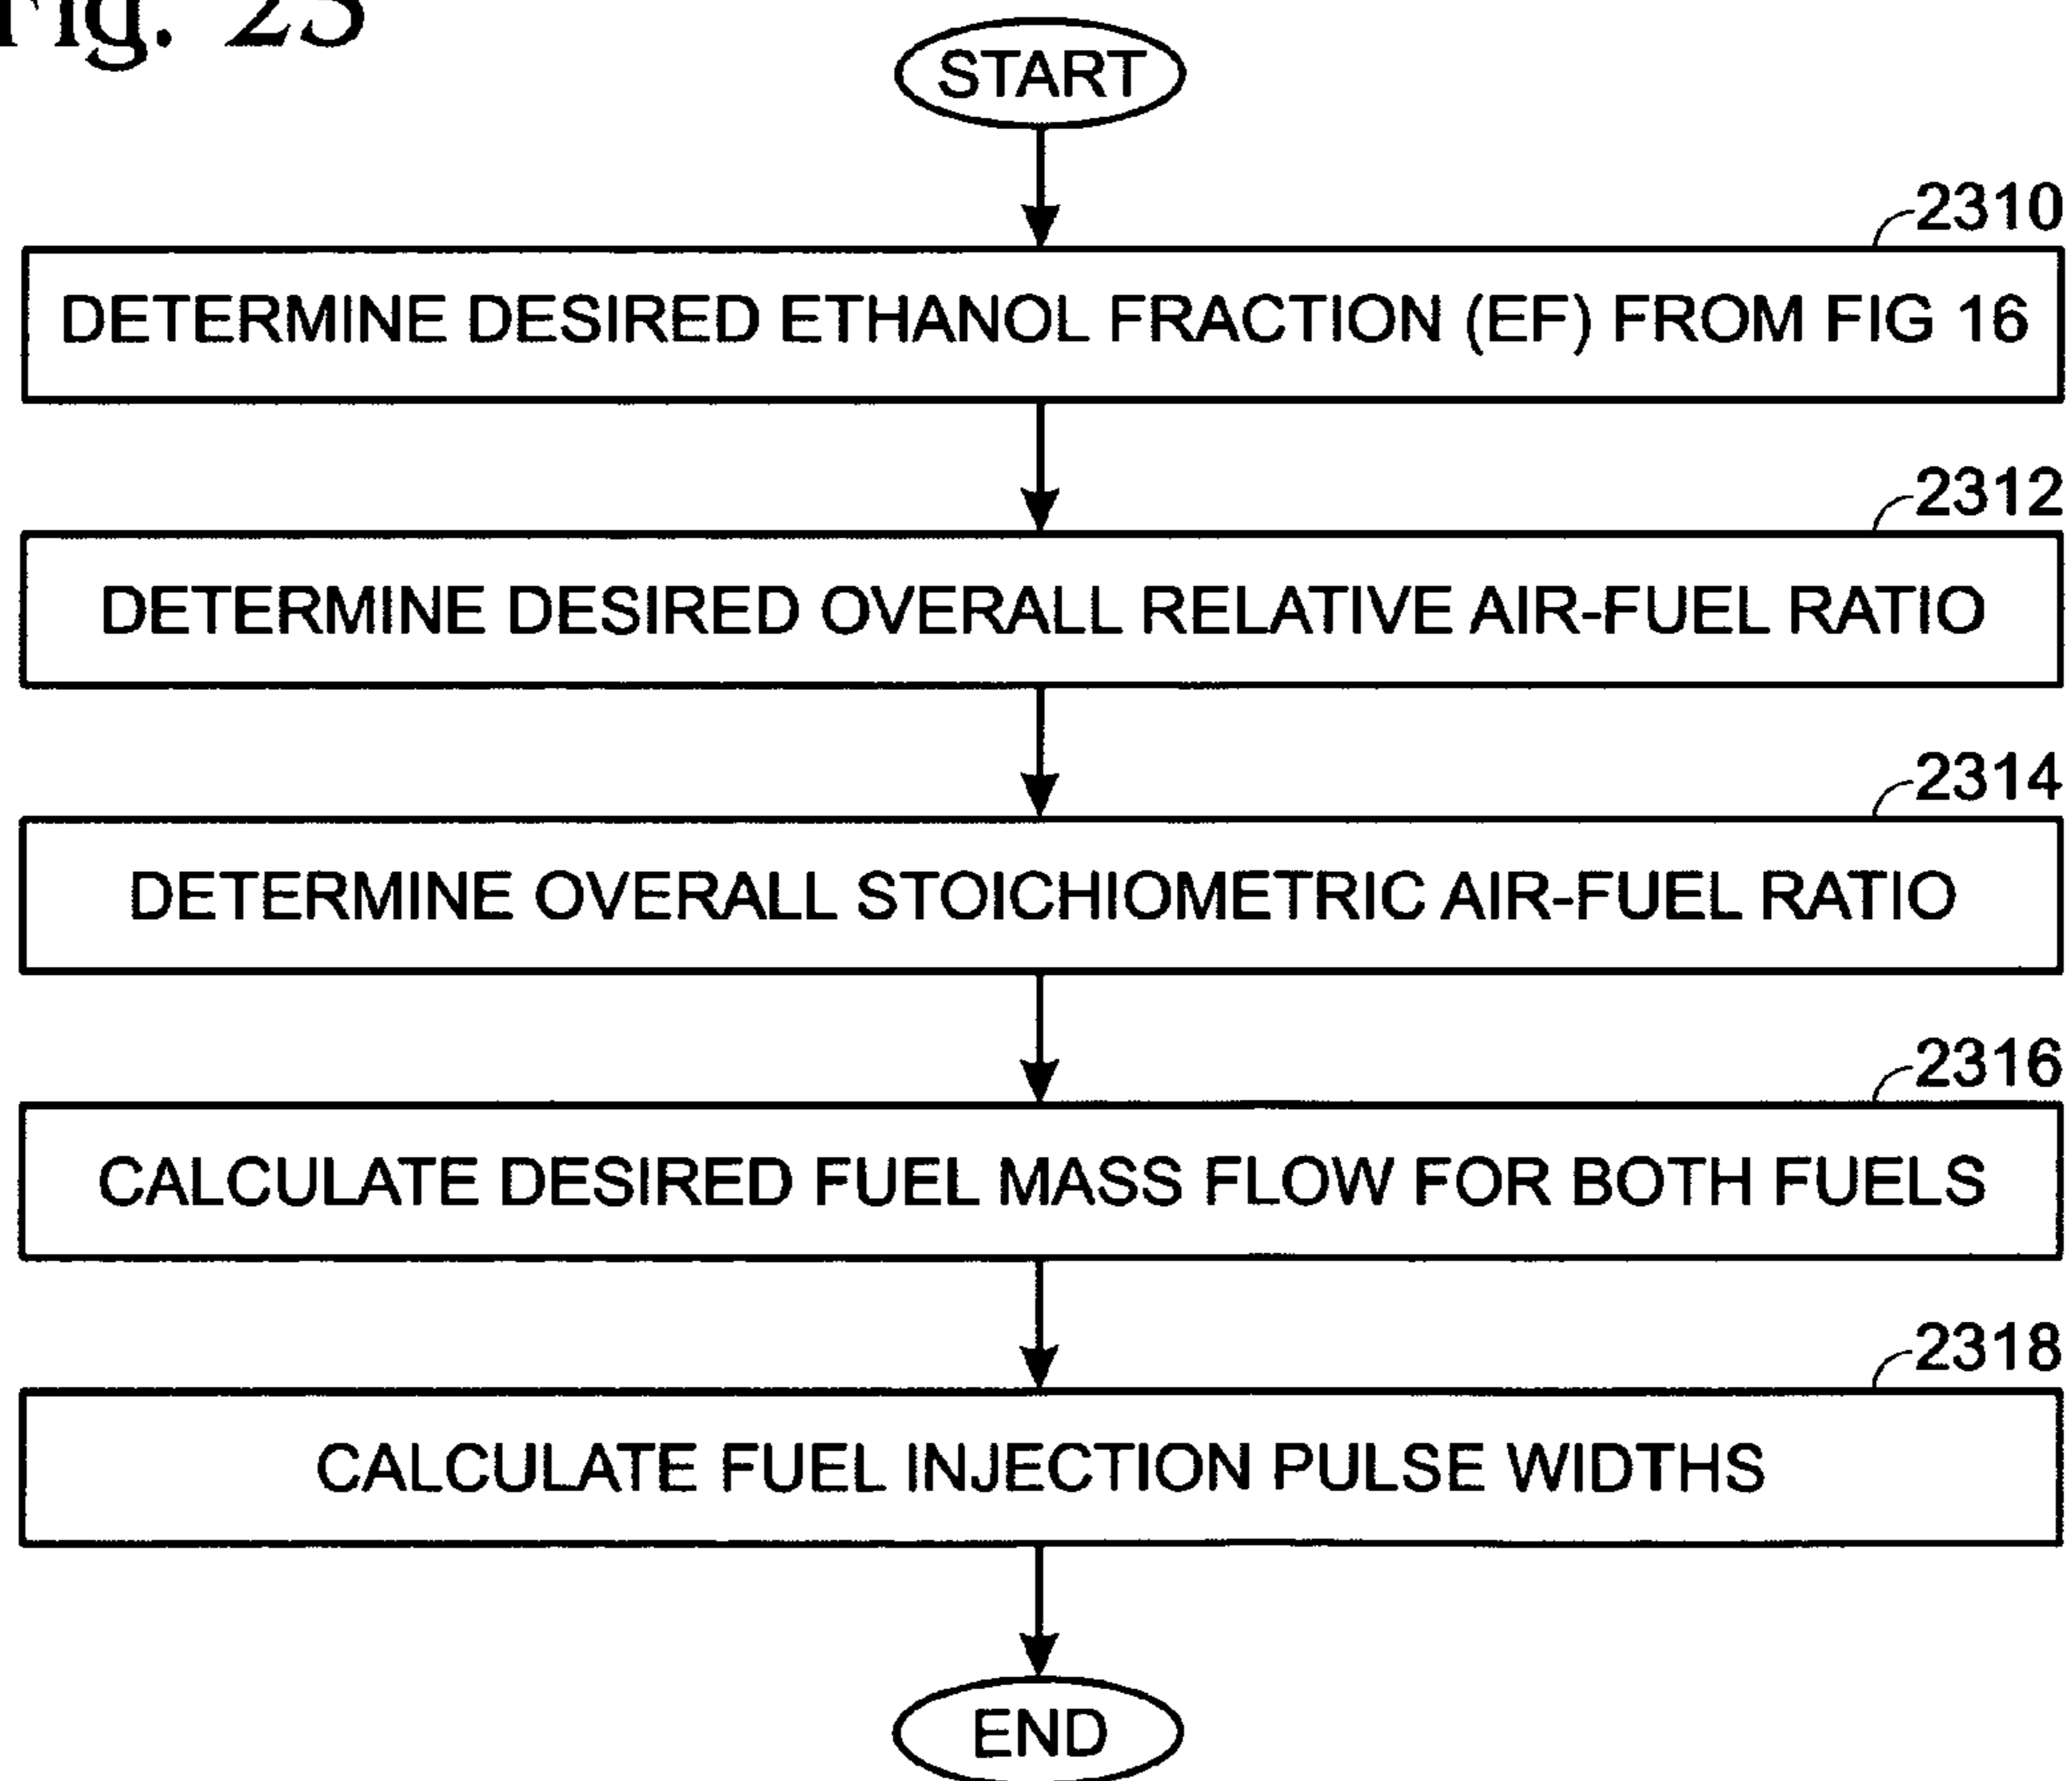 Fig. 23
START
2310
DETERMINE DESIRED ETHANOL FRACTION (EF) FROM FIG 16
2312
DETERMINE DESIRED OVERALL RELATIVE AIR-FUEL RATIO
2314
DETERMINE OVERALL STOICHIOMETRIC AIR-FUEL RATIO
2316
CALCULATE DESIRED FUEL MASS FLOW FOR BOTH FUELS
2318
CALCULATE FUEL INJECTION PULSE WIDTHS
END